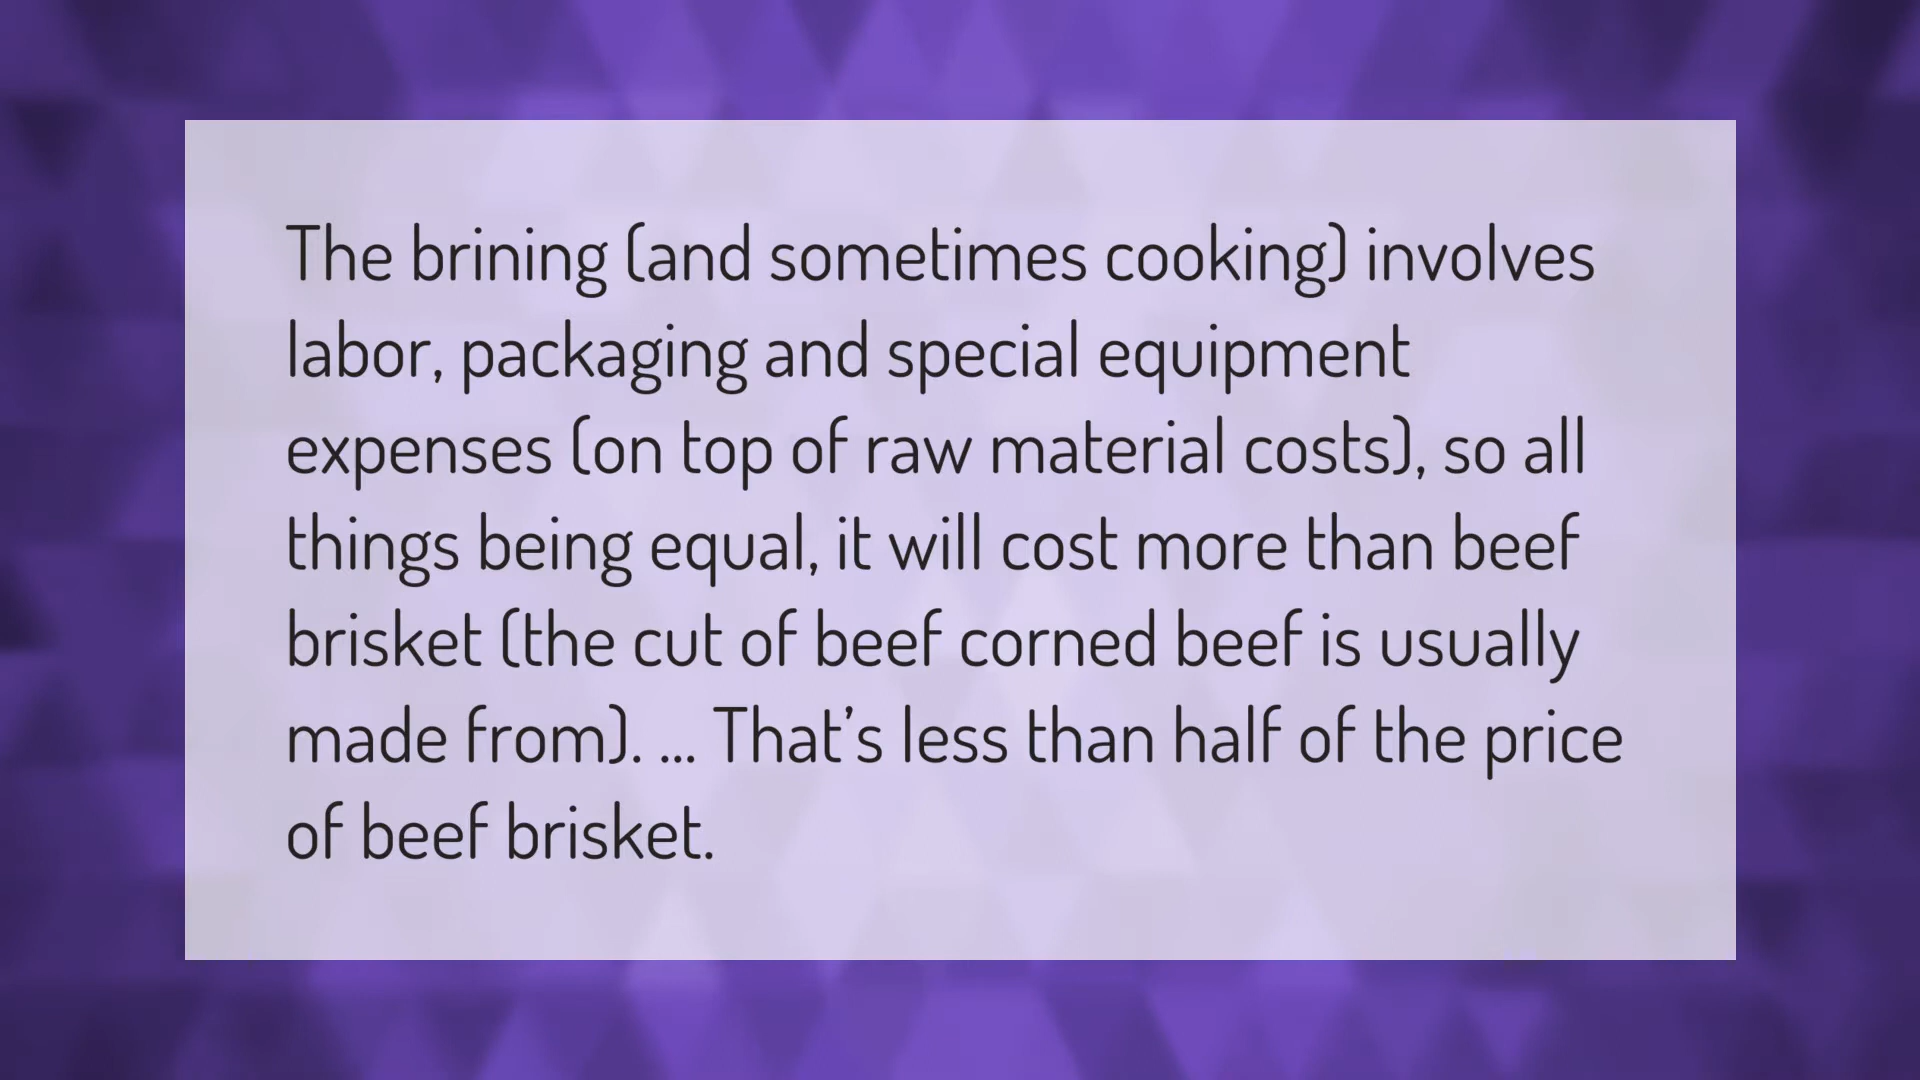 The brining (and sometimes cooking) involves
labor, packaging and special equipment
expenses (on top of raw material costs), so all
things being equal, it will cost more than beef
brisket (the cut of beef corned beef is usually
made from). ... That’s less than half of the price
of beef brisket.